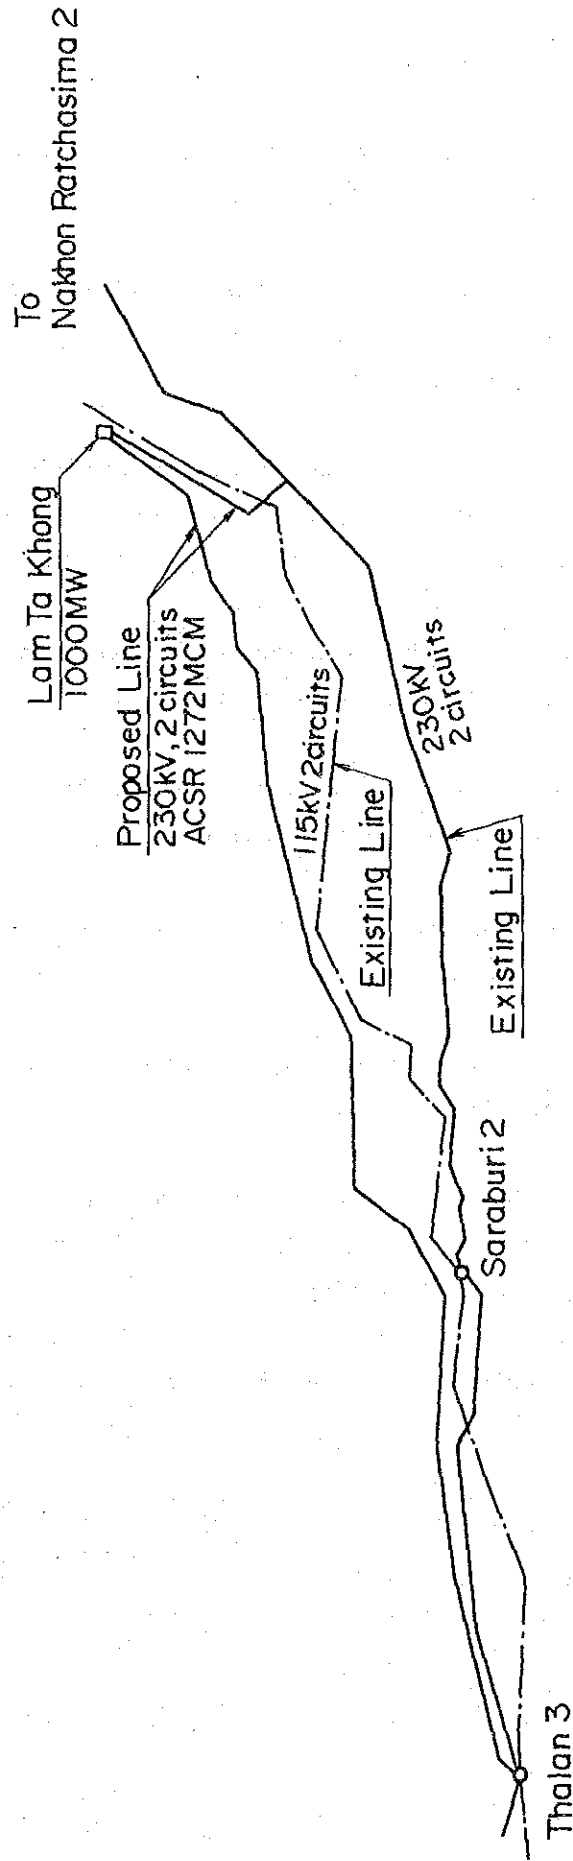 To
Nakhon Ratchasima 2
Lam Ta Khong
1000MW
Proposed Line
230kV, 2 circuits
ACSR 1272MCM
115kV 2circuits
Existing Line
230kV
2 circuits
Existing Line
Saraburi 2
Thalan 3